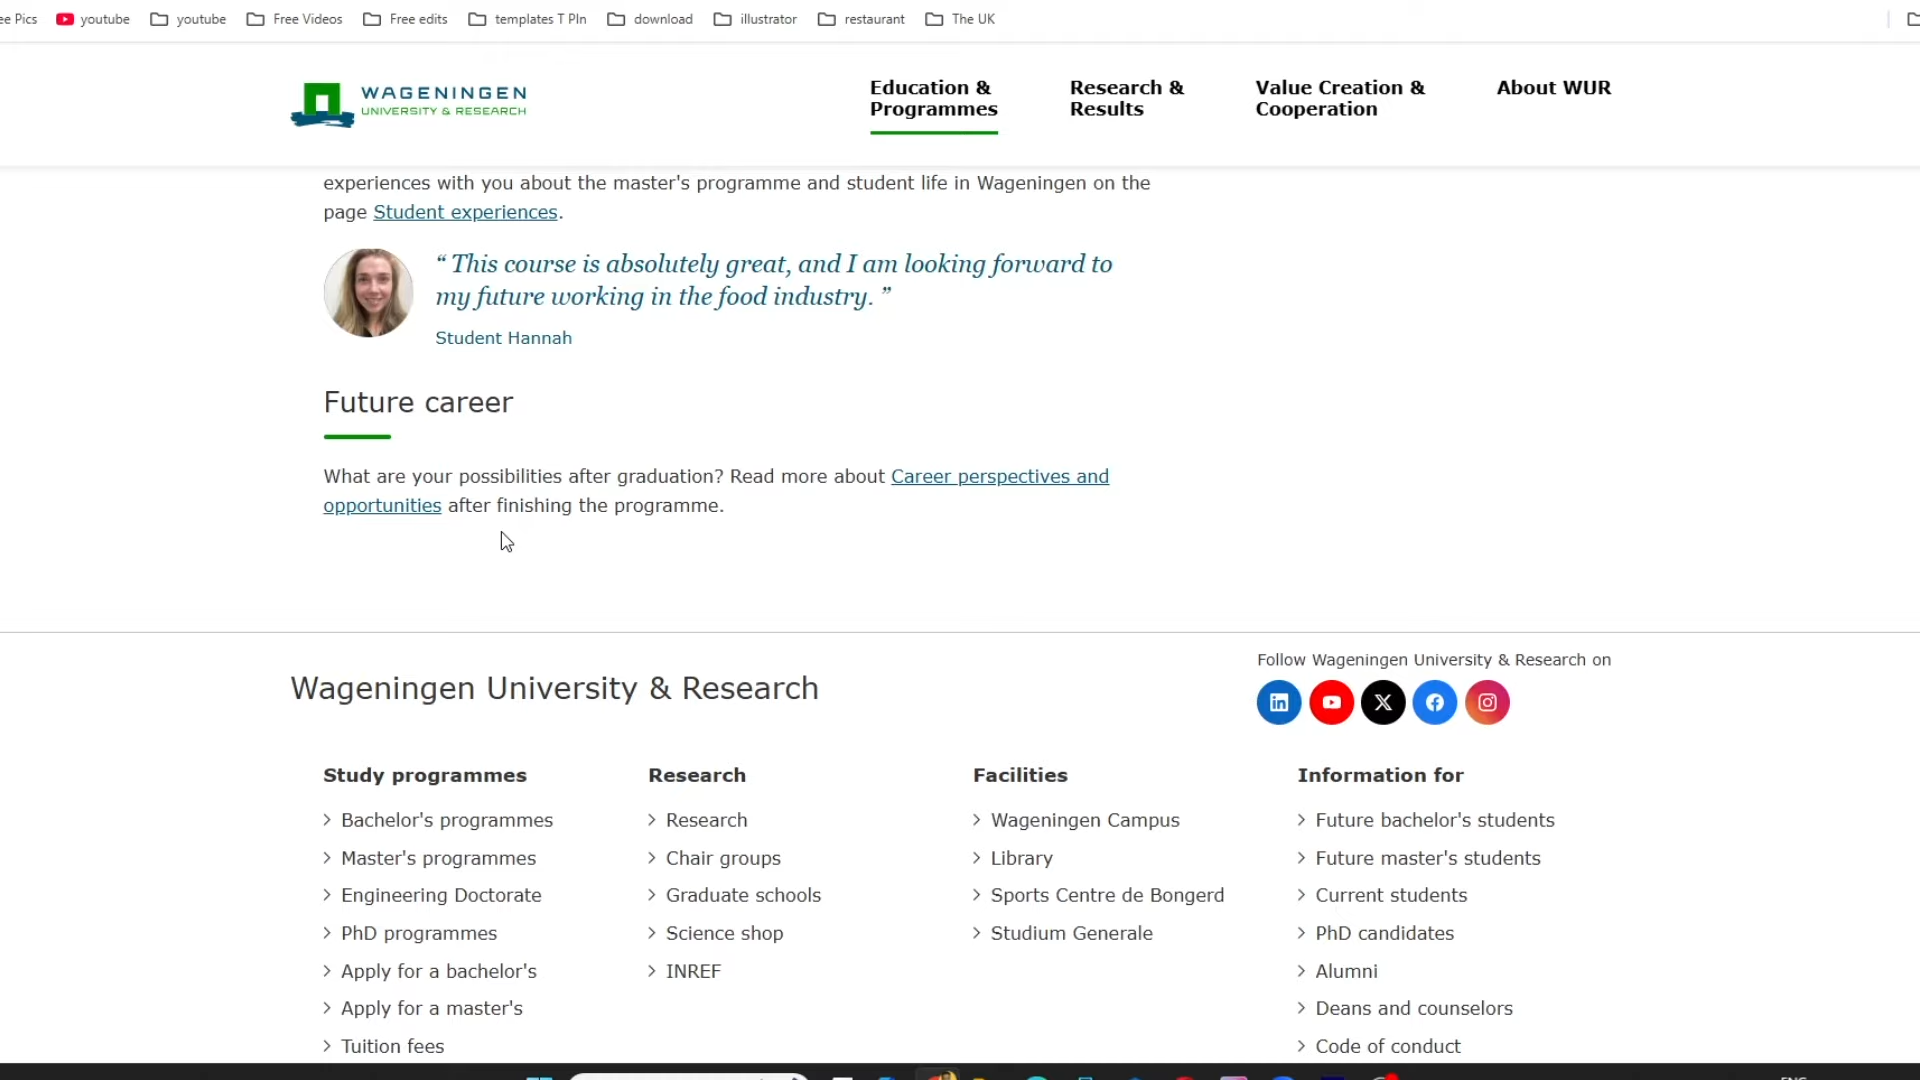 ee Pics youtube youtube Free Videos Free edits templates T Pln download illustrator restaurant The UK
WAGENINGEN
UNIVERSITY & RESEARCH
Education &
Programmes
Research &
Results
Value Creation &
Cooperation
About WUR
experiences with you about the master's programme and student life in Wageningen on the
page Student experiences.
“ This course is absolutely great, and I am looking forward to
my future working in the food industry. ”
Student Hannah
Future career
What are your possibilities after graduation? Read more about Career perspectives and
opportunities after finishing the programme.
Wageningen University & Research
Follow Wageningen University & Research on
Study programmes
Bachelor's programmes
Master's programmes
Engineering Doctorate
PhD programmes
Apply for a bachelor's
Apply for a master's
Tuition fees
Research
Research
Chair groups
Graduate schools
Science shop
INREF
Facilities
Wageningen Campus
Library
Sports Centre de Bongerd
Studium Generale
Information for
Future bachelor's students
Future master's students
Current students
PhD candidates
Alumni
Deans and counselors
Code of conduct